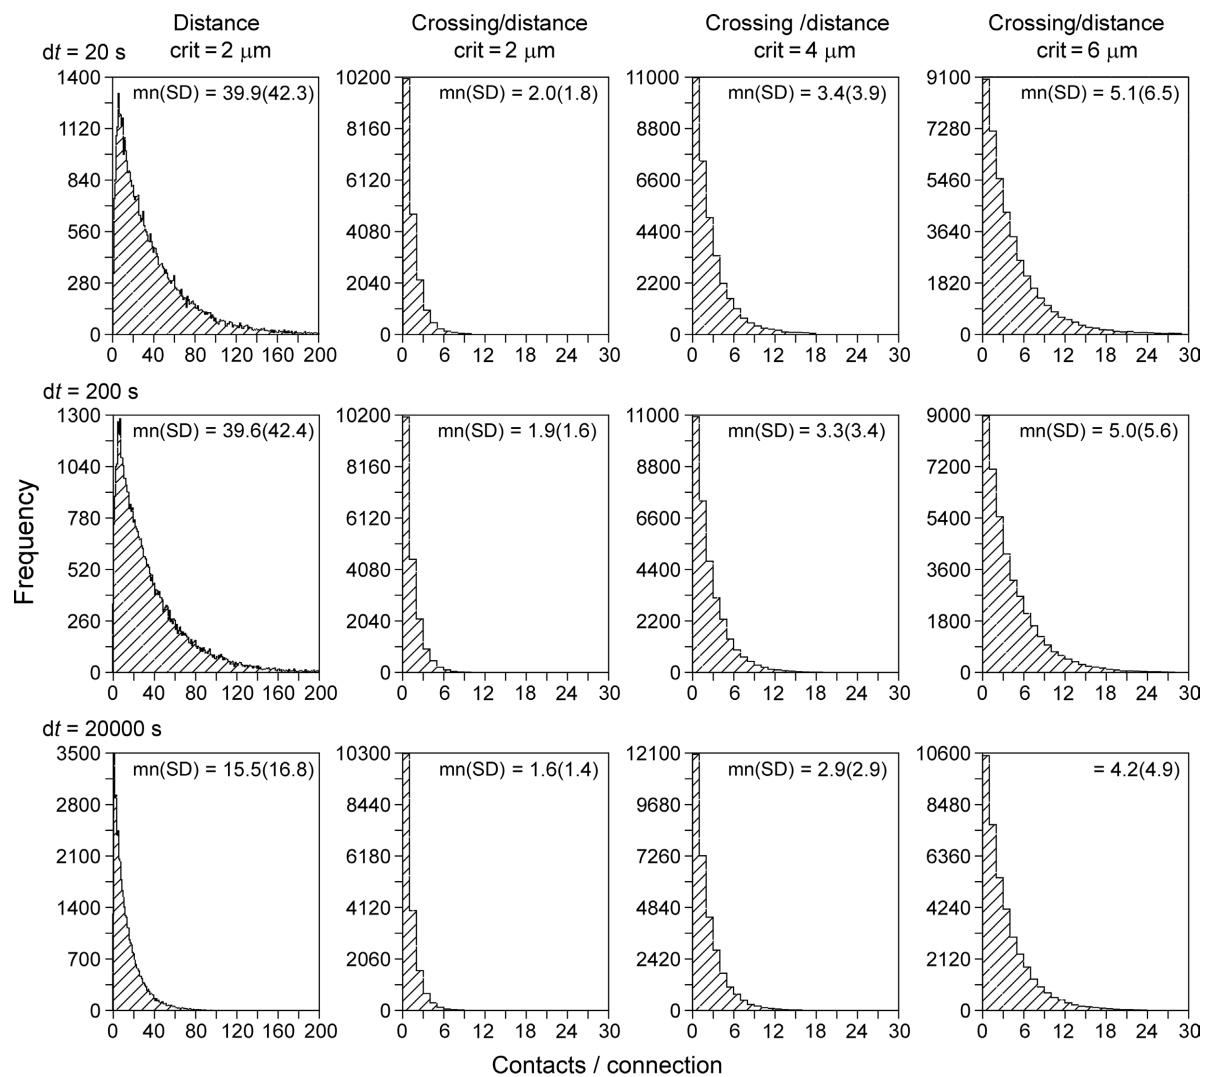 Distance
crit = 2 μm
Crossing/distance
crit = 2 μm
Crossing /distance
crit = 4 μm
Crossing/distance
crit = 6 μm
dt = 20 s
1400
1120
840
560
280
0
0 40 80 120 160 200
mn(SD) = 39.9(42.3)
10200
8160
6120
4080
2040
0
0 6 12 18 24 30
mn(SD) = 2.0(1.8)
11000
8800
6600
4400
2200
0
0 6 12 18 24 30
mn(SD) = 3.4(3.9)
9100
7280
5460
3640
1820
0
0 6 12 18 24 30
mn(SD) = 5.1(6.5)
dt = 200 s
1300
1040
780
520
260
0
0 40 80 120 160 200
mn(SD) = 39.6(42.4)
10200
8160
6120
4080
2040
0
0 6 12 18 24 30
mn(SD) = 1.9(1.6)
11000
8800
6600
4400
2200
0
0 6 12 18 24 30
mn(SD) = 3.3(3.4)
9000
7200
5400
3600
1800
0
0 6 12 18 24 30
mn(SD) = 5.0(5.6)
dt = 20000 s
3500
2800
2100
1400
700
0
0 40 80 120 160 200
mn(SD) = 15.5(16.8)
10300
8440
6180
4120
2060
0
0 6 12 18 24 30
mn(SD) = 1.6(1.4)
12100
9680
7260
4840
2420
0
0 6 12 18 24 30
mn(SD) = 2.9(2.9)
10600
8480
6360
4240
2120
0
0 6 12 18 24 30
= 4.2(4.9)
Frequency
Contacts / connection